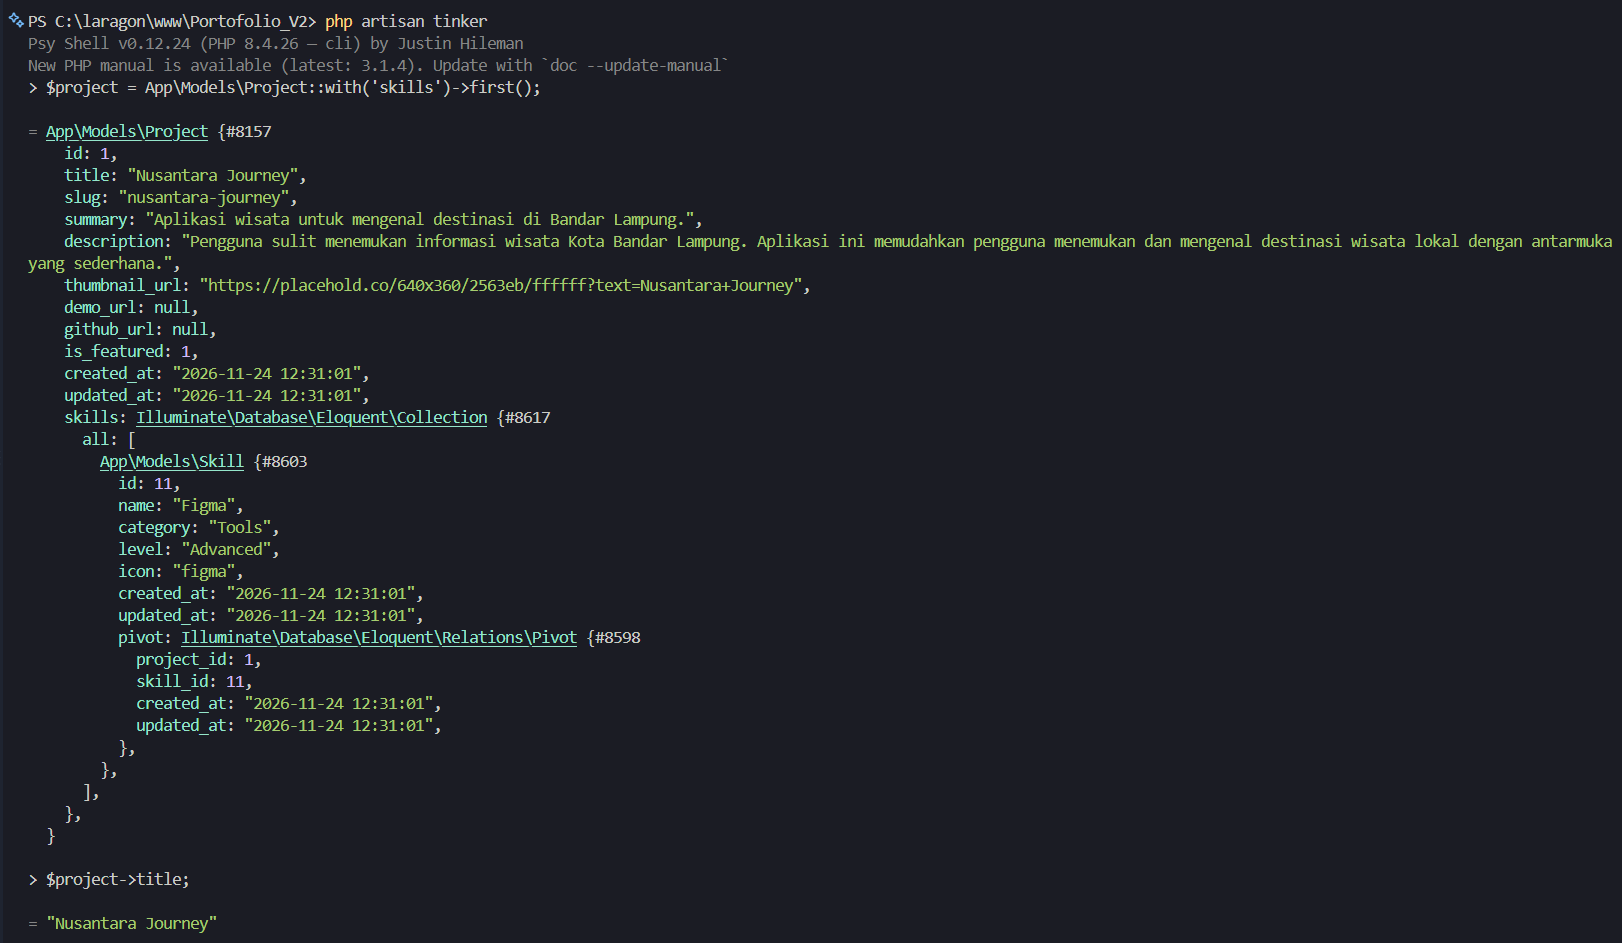 PS C:\laragon\www\Portofolio_V2> php artisan tinker
Psy Shell v0.12.24 (PHP 8.4.26 — cli) by Justin Hileman
New PHP manual is available (latest: 3.1.4). Update with `doc --update-manual`
> $project = App\Models\Project::with('skills')->first();
= App\Models\Project {#8157
id: 1,
title: "Nusantara Journey",
slug: "nusantara-journey",
summary: "Aplikasi wisata untuk mengenal destinasi di Bandar Lampung.",
description: "Pengguna sulit menemukan informasi wisata Kota Bandar Lampung. Aplikasi ini memudahkan pengguna menemukan dan mengenal destinasi wisata lokal dengan antarmuka
yang sederhana.",
thumbnail_url: "https://placehold.co/640x360/2563eb/ffffff?text=Nusantara+Journey",
demo_url: null,
github_url: null,
is_featured: 1,
created_at: "2026-11-24 12:31:01",
updated_at: "2026-11-24 12:31:01",
skills: Illuminate\Database\Eloquent\Collection {#8617
all: [
App\Models\Skill {#8603
id: 11,
name: "Figma",
category: "Tools",
level: "Advanced",
icon: "figma",
created_at: "2026-11-24 12:31:01",
updated_at: "2026-11-24 12:31:01",
pivot: Illuminate\Database\Eloquent\Relations\Pivot {#8598
project_id: 1,
skill_id: 11,
created_at: "2026-11-24 12:31:01",
updated_at: "2026-11-24 12:31:01",
},
},
],
},
}
> $project->title;
= "Nusantara Journey"